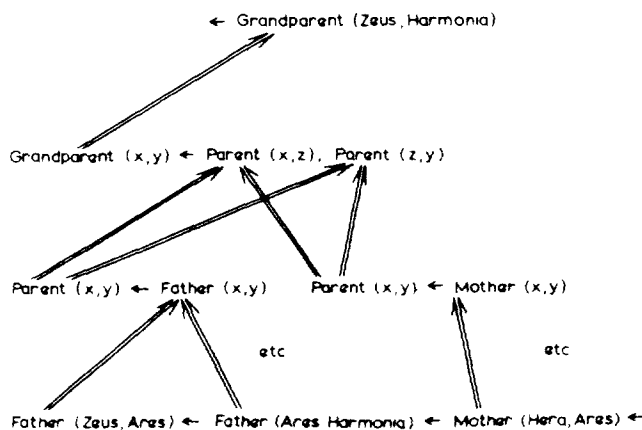 ← Grandparent (Zeus, Harmonia)
Grandparent (x,y) ← Parent (x,z), Parent (z,y)
Parent (x,y) ← Father (x,y) Parent (x,y) ← Mother (x,y)
etc etc
Father (Zeus, Ares) ← Father (Ares Harmonia) ← Mother (Hera, Ares) ←